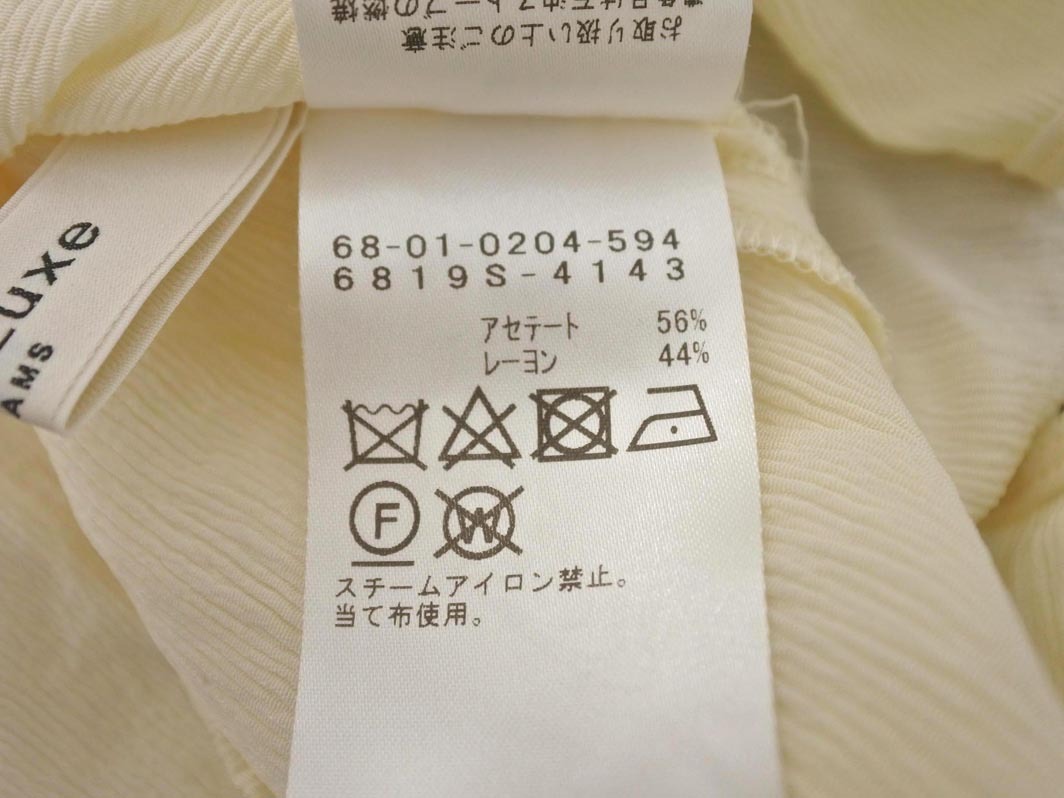 お取り扱い上のご注意
68-01-0204-594
6819S-4143
アセテート 56%
レーヨン 44%
F
W
スチームアイロン禁止。
当て布使用。
uxe
AMS